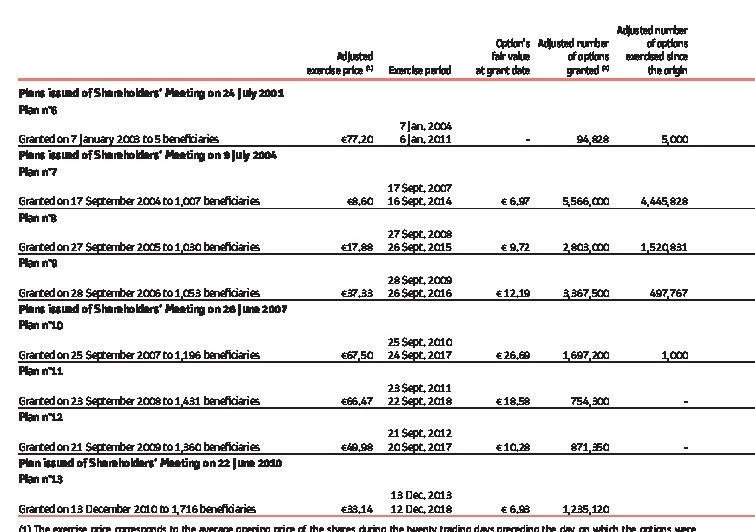 Adjusted exercise price (1) Exercise period Option's fair value at grant date Adjusted number of options granted (2) Adjusted number of options exercised since the origin
Plans issued of Shareholders' Meeting on 24 July 2001
Plan n°6
7 Jan. 2004
Granted on 7 January 2003 to 5 beneficiaries €77,20 6 Jan. 2011 - 94,828 5,000
Plans issued of Shareholders' Meeting on 9 July 2004
Plan n°7
17 Sept. 2007
Granted on 17 September 2004 to 1,007 beneficiaries €8,60 16 Sept. 2014 € 6,97 5,566,000 4,445,828
Plan n°8
27 Sept. 2008
Granted on 27 September 2005 to 1,030 beneficiaries €17,88 26 Sept. 2015 € 9,72 2,803,000 1,520,831
Plan n°9
28 Sept. 2009
Granted on 28 September 2006 to 1,053 beneficiaries €37,33 26 Sept. 2016 € 12,19 3,367,500 497,767
Plans issued of Shareholders' Meeting on 26 June 2007
Plan n°10
25 Sept. 2010
Granted on 25 September 2007 to 1,196 beneficiaries €67,50 24 Sept. 2017 € 26,69 1,697,200 1,000
Plan n°11
23 Sept. 2011
Granted on 23 September 2008 to 1,431 beneficiaries €66,47 22 Sept. 2018 € 18,58 754,300 -
Plan n°12
21 Sept. 2012
Granted on 21 September 2009 to 1,360 beneficiaries €49,98 20 Sept. 2017 € 10,28 871,350 -
Plan issued of Shareholders' Meeting on 22 June 2010
Plan n°13
13 Dec. 2013
Granted on 13 December 2010 to 1,716 beneficiaries €33,14 12 Dec. 2018 € 6,93 1,235,120
(1) The exercise price corresponds to the average opening price of the shares during the twenty trading days preceding the day on which the options were